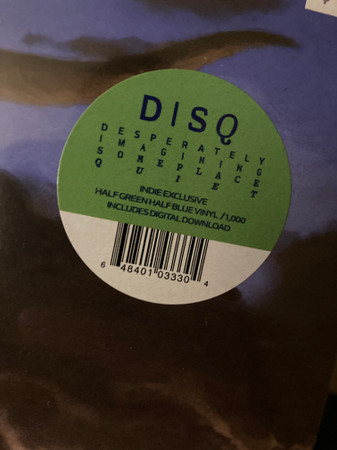 DISQ
DESPERATELY
IMAGINING
SOMEPLACE
QUIET
INDIE EXCLUSIVE
HALF GREEN HALF BLUE VINYL /1,000
INCLUDES DIGITAL DOWNLOAD
6 48401 03330 4